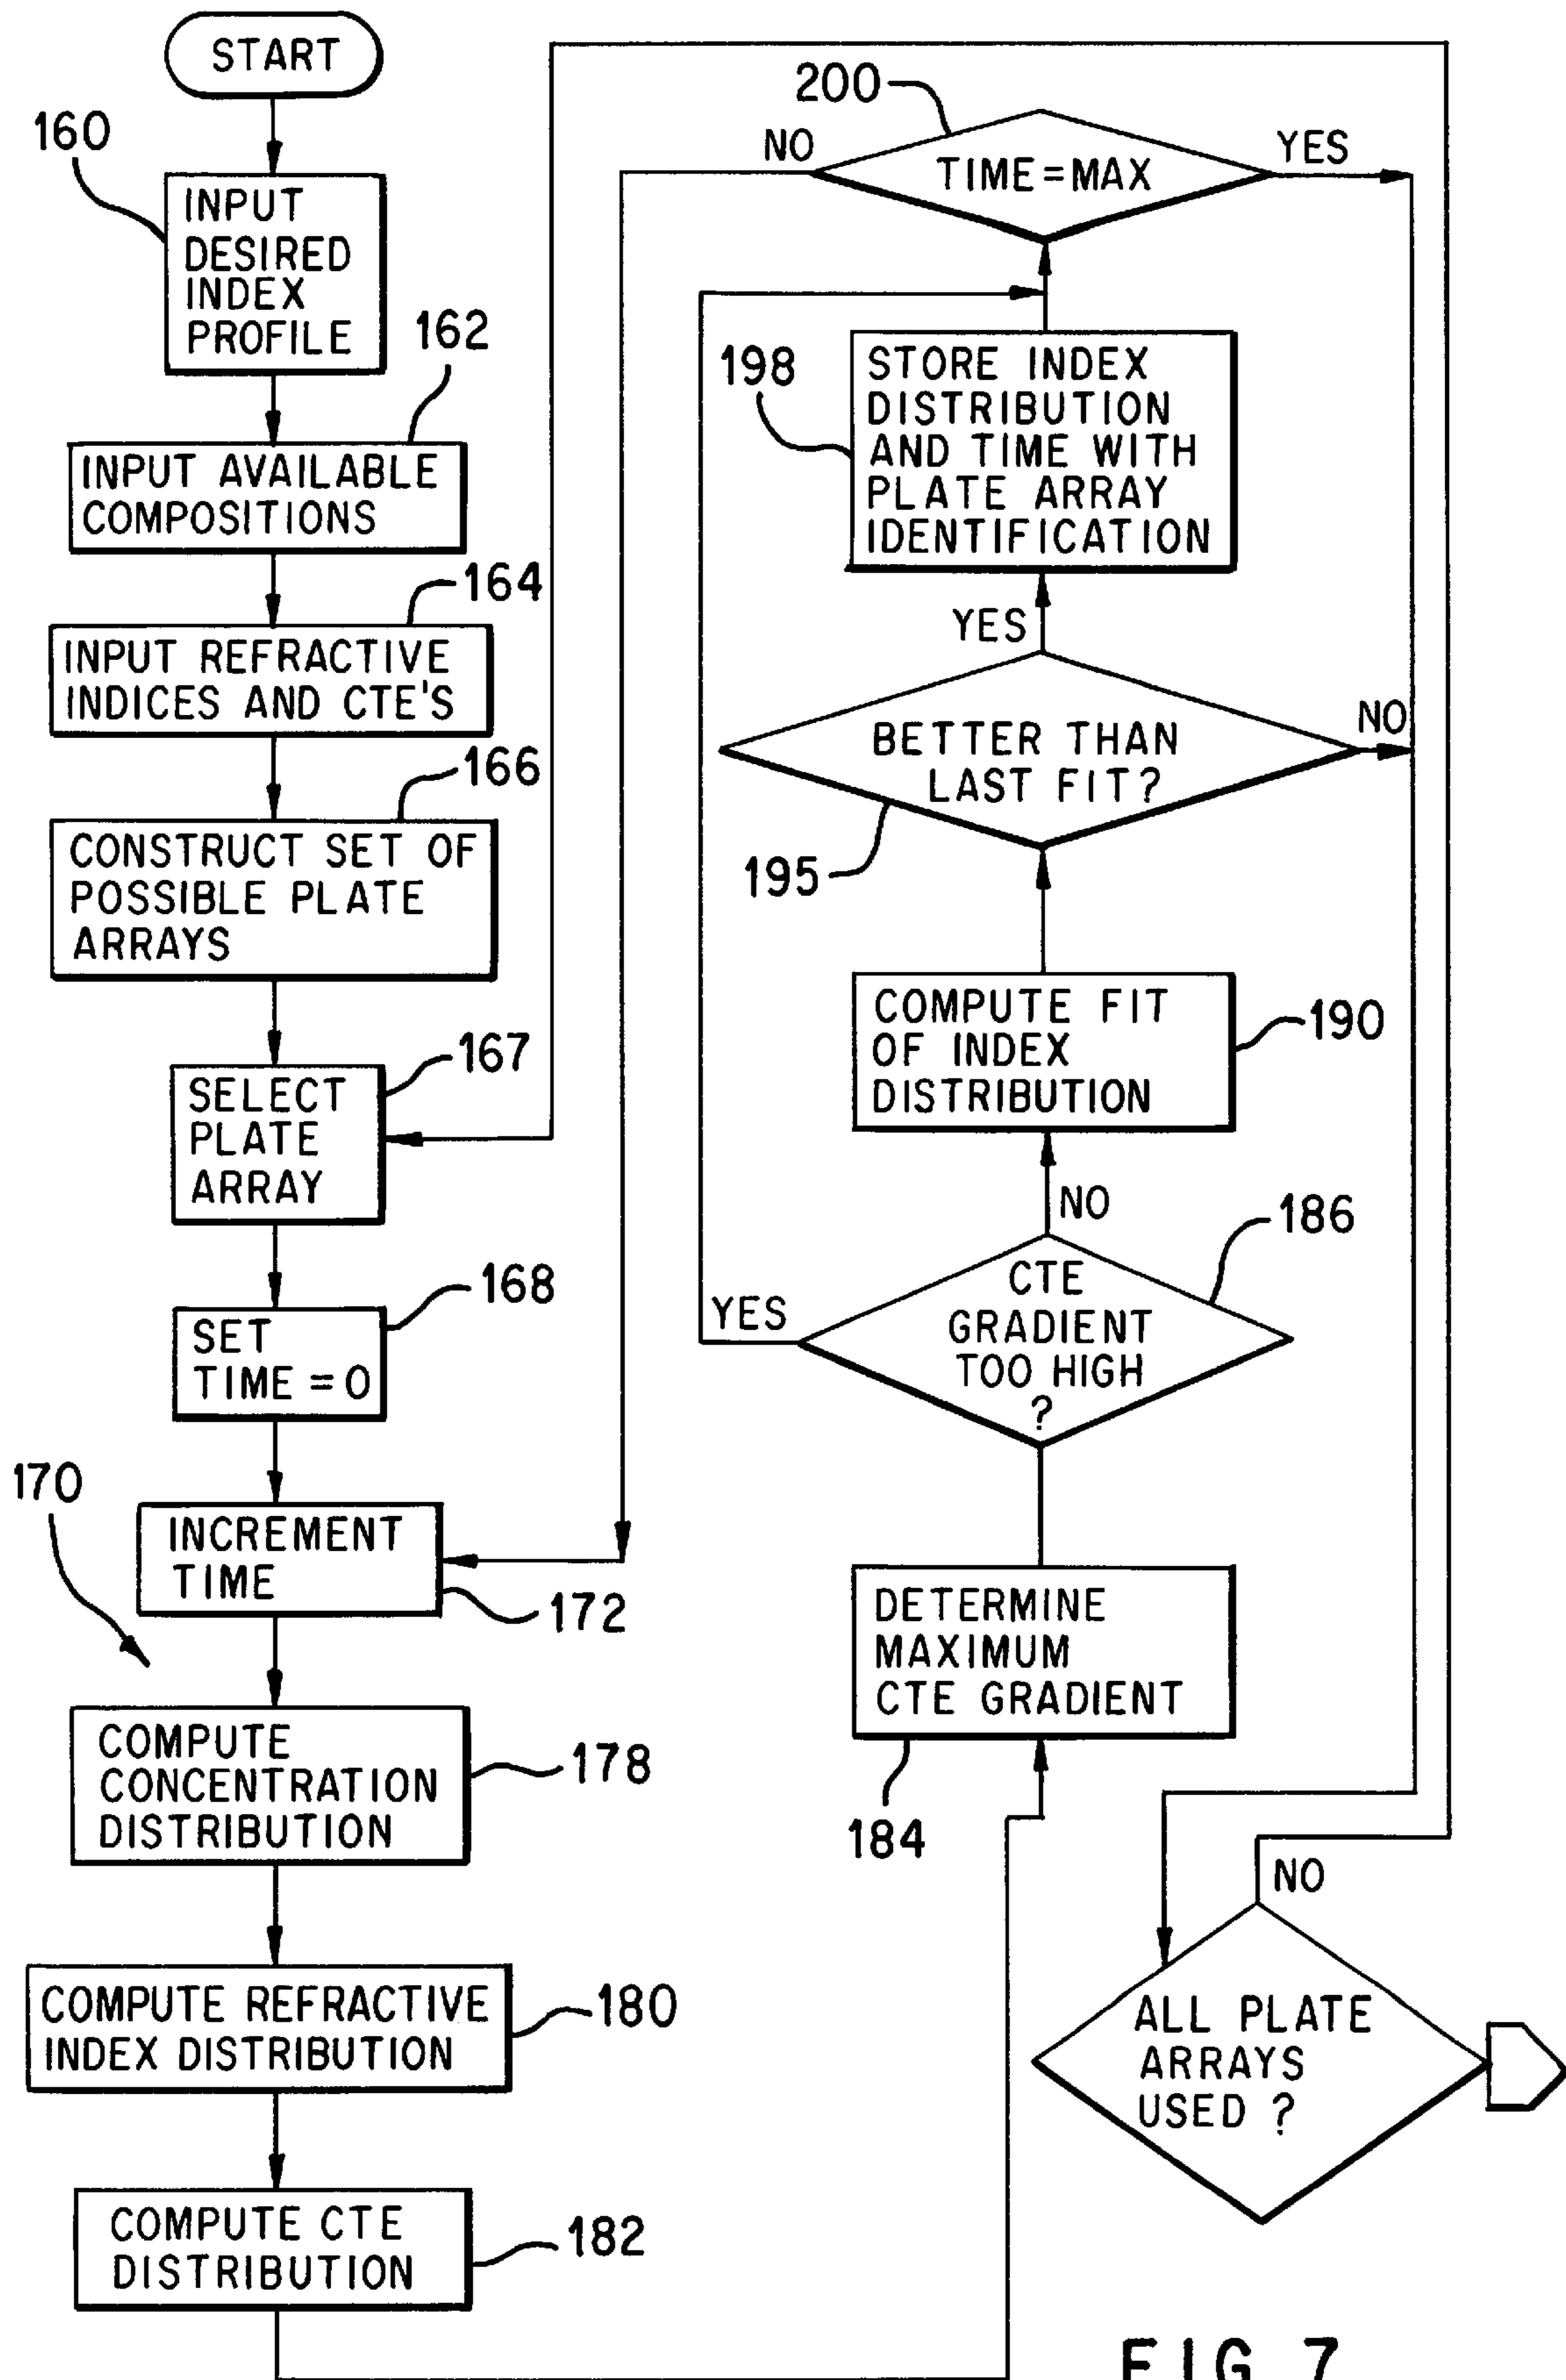 START
160
INPUT
DESIRED
INDEX
PROFILE
162
INPUT AVAILABLE
COMPOSITIONS
164
INPUT REFRACTIVE
INDICES AND CTE'S
166
CONSTRUCT SET OF
POSSIBLE PLATE
ARRAYS
167
SELECT
PLATE
ARRAY
168
SET
TIME = 0
170
INCREMENT
TIME
172
COMPUTE
CONCENTRATION
DISTRIBUTION
178
COMPUTE REFRACTIVE
INDEX DISTRIBUTION
180
COMPUTE CTE
DISTRIBUTION
182
200
NO
TIME = MAX
YES
198
STORE INDEX
DISTRIBUTION
AND TIME WITH
PLATE ARRAY
IDENTIFICATION
YES
BETTER THAN
LAST FIT?
NO
195
COMPUTE FIT
OF INDEX
DISTRIBUTION
190
NO
186
CTE
GRADIENT
TOO HIGH
?
YES
DETERMINE
MAXIMUM
CTE GRADIENT
184
NO
ALL PLATE
ARRAYS
USED ?
FIG. 7